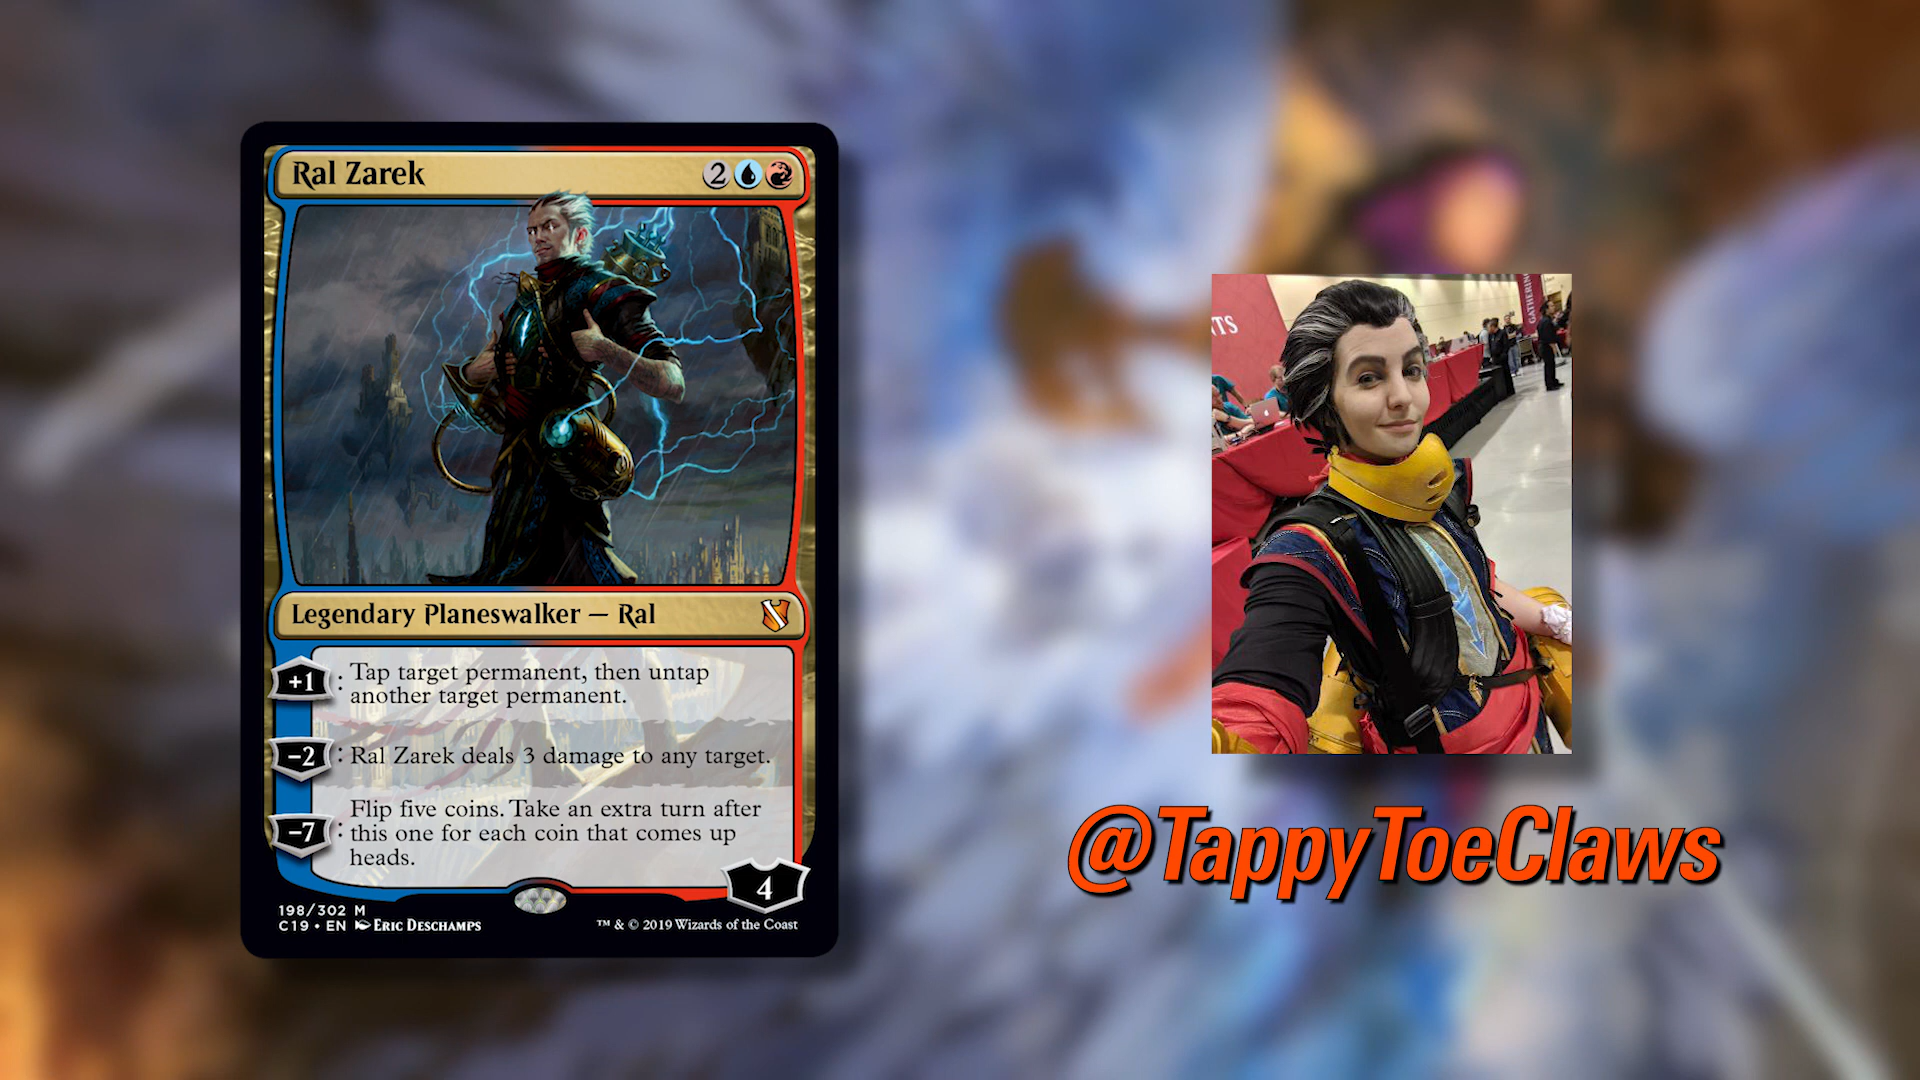 Ral Zarek 2
Legendary Planeswalker — Ral
+1 : Tap target permanent, then untap
another target permanent.
−2 : Ral Zarek deals 3 damage to any target.
Flip five coins. Take an extra turn after
−7 : this one for each coin that comes up
heads.
4
198/302 M
C19 • EN Eric Deschamps
™ & © 2019 Wizards of the Coast
GATHERIN
@TappyToeClaws